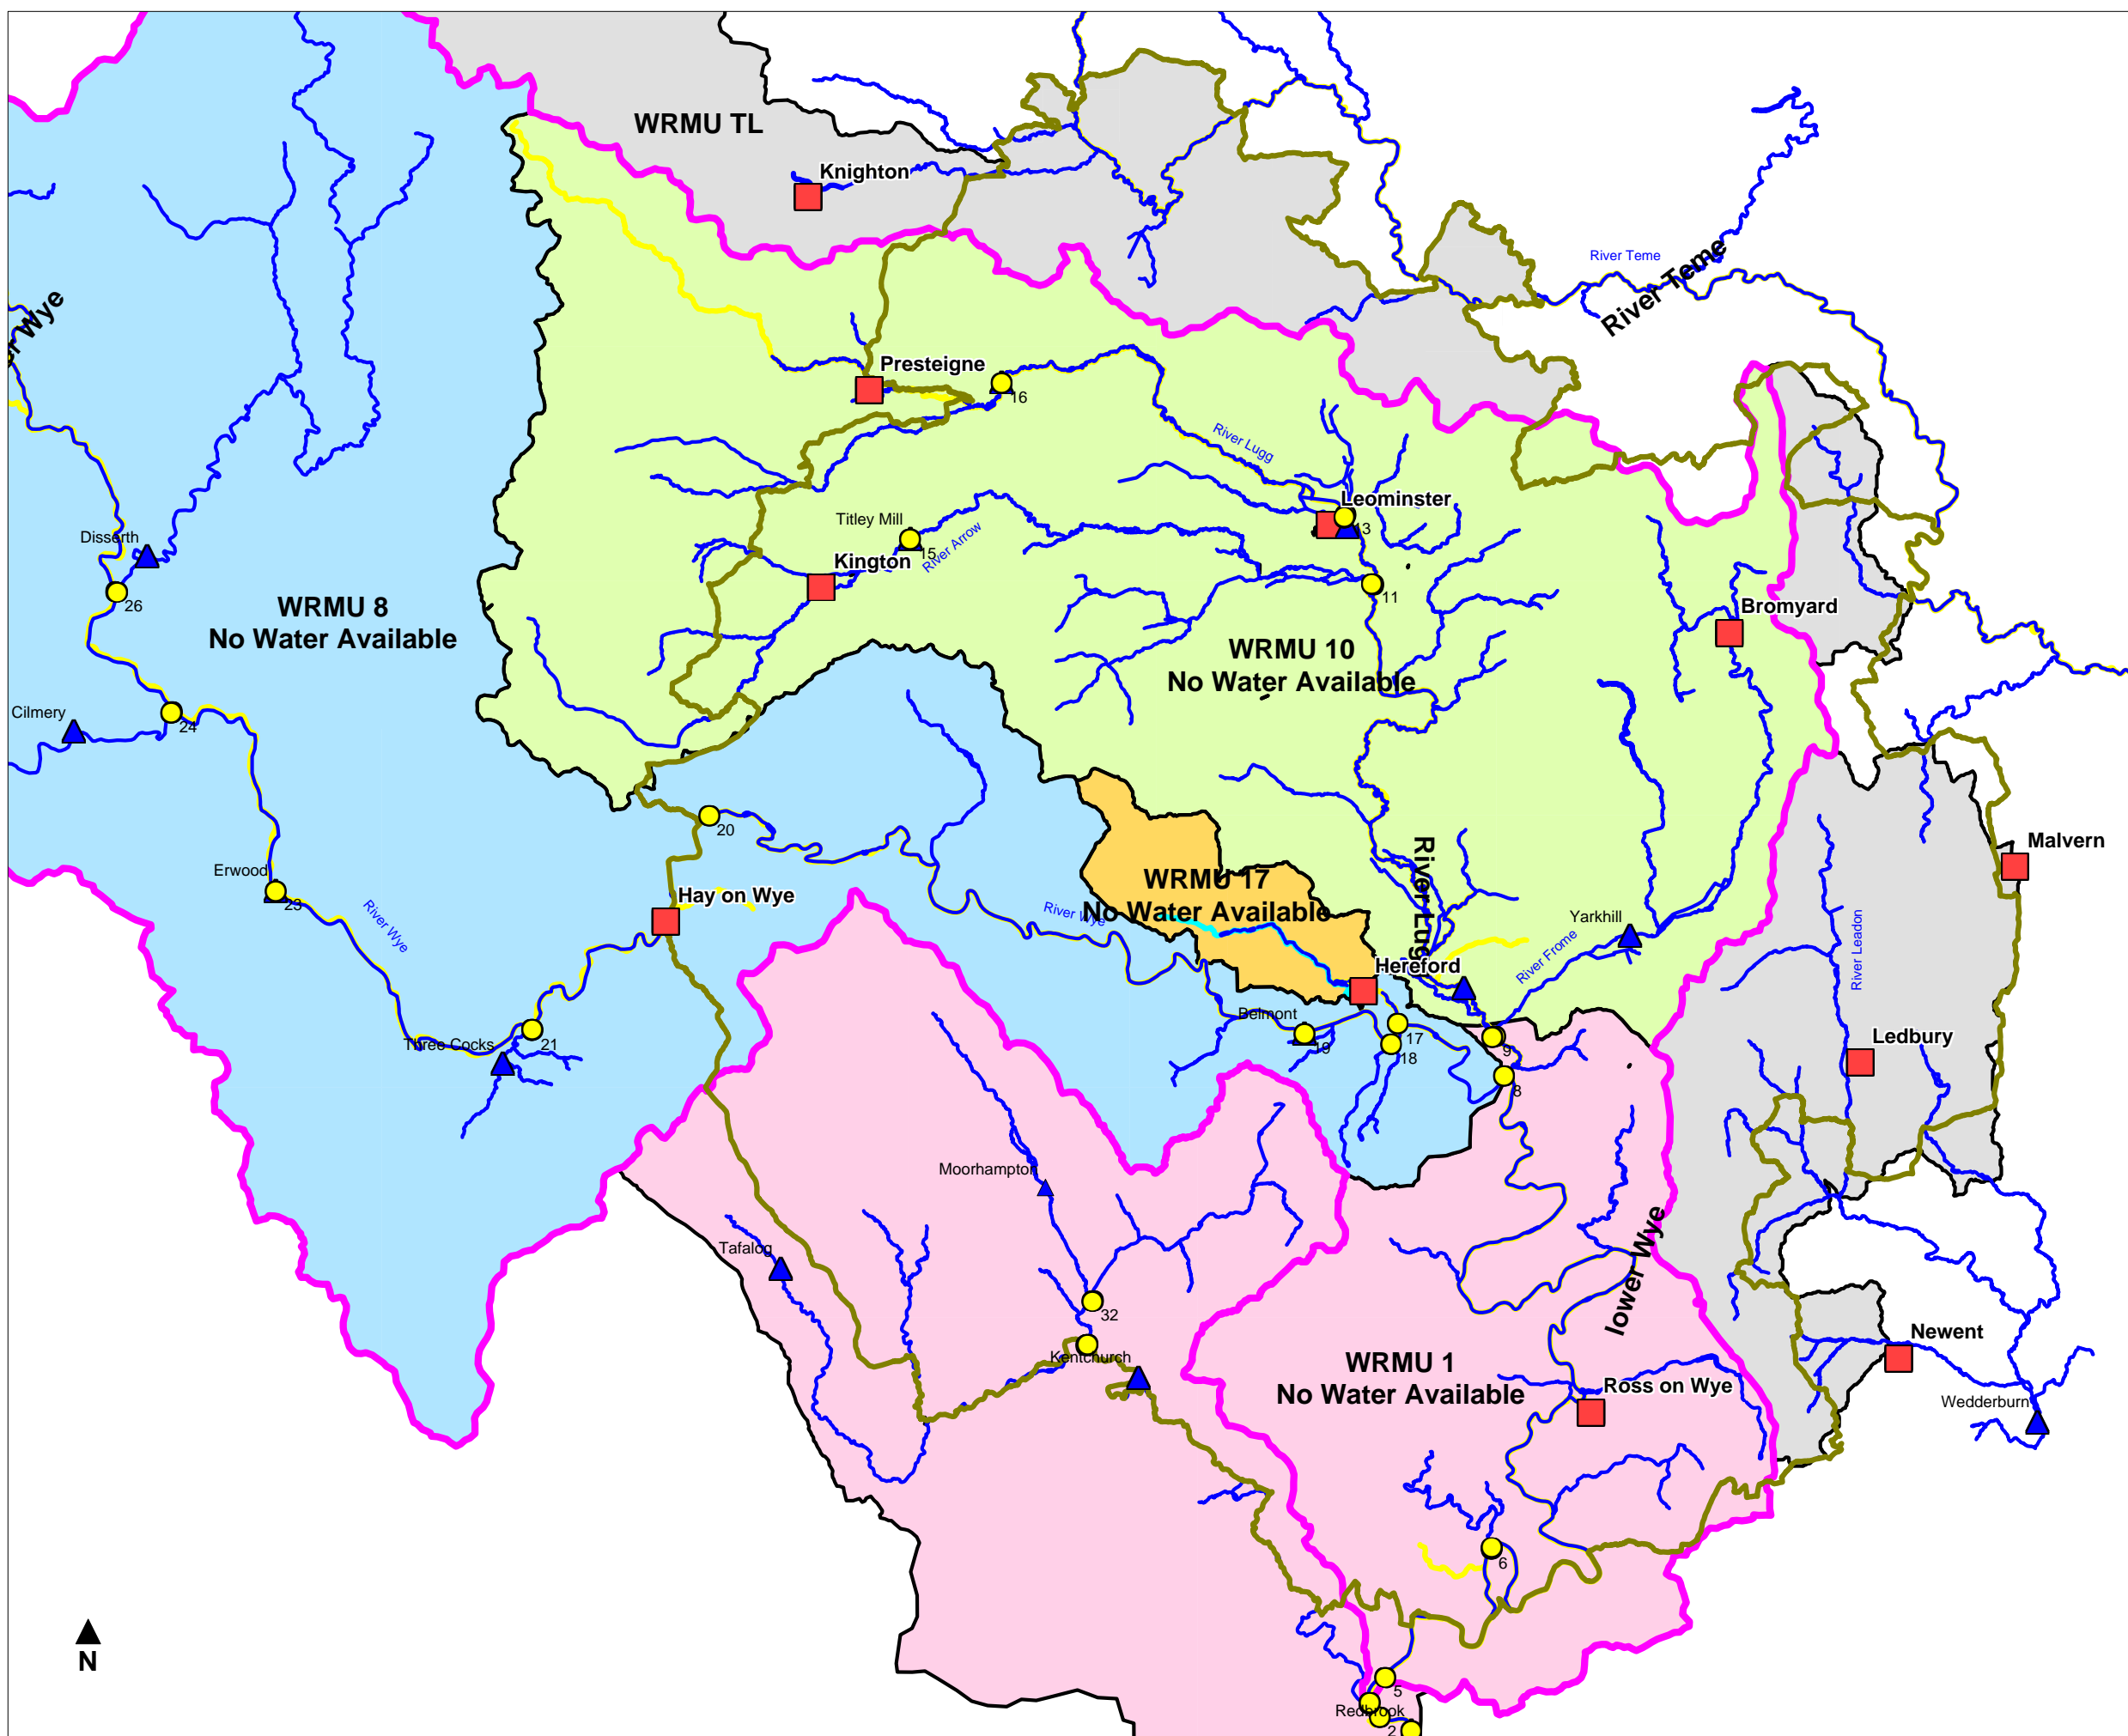 WRMU TL
Knighton
River Teme
River Teme
er Wye
Presteigne
16
River Lugg
Leominster
13
Titley Mill
15
River Arrow
Disserth
Kington
11
26
WRMU 8
No Water Available
Bromyard
WRMU 10
No Water Available
Cilmery
24
20
Malvern
River Lugg
Erwood
23
WRMU 17
No Water Available
Hay on Wye
River Wye
River Wye
Yarkhill
River Frome
River Leadon
Hereford
Belmont
19
17
18
9
Three Cocks
21
Ledbury
8
Moorhampton
Tafalog
lower Wye
32
Kentchurch
Newent
WRMU 1
No Water Available
Ross on Wye
Wedderburn
6
N
5
Redbrook
2